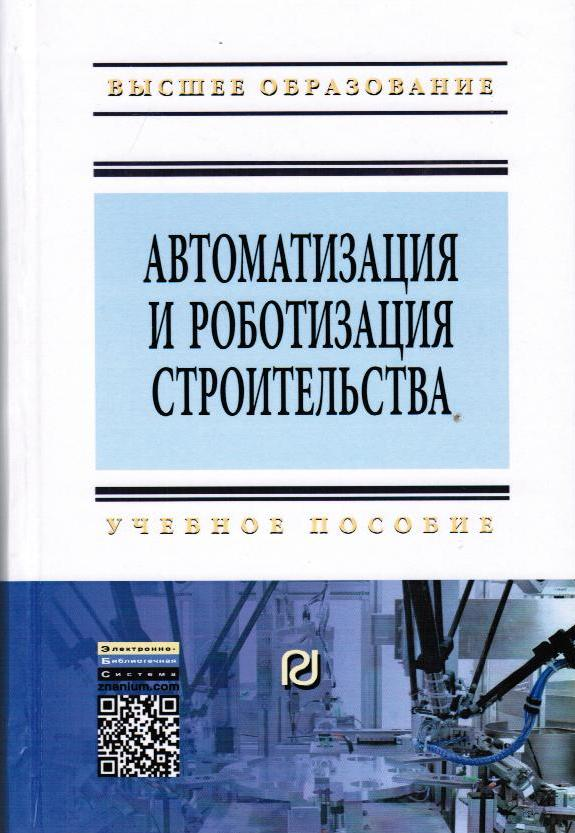 ВЫСШЕЕ ОБРАЗОВАНИЕ
АВТОМАТИЗАЦИЯ
И РОБОТИЗАЦИЯ
СТРОИТЕЛЬСТВА
УЧЕБНОЕ ПОСОБИЕ
Электронно-
Библиотечная
Система
znanium.com